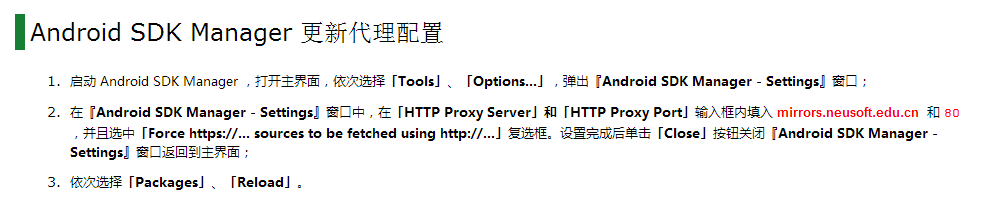 Android SDK Manager 更新代理配置
1. 启动 Android SDK Manager ，打开主界面，依次选择「Tools」、「Options...」，弹出『Android SDK Manager - Settings』窗口；
2. 在『Android SDK Manager - Settings』窗口中，在「HTTP Proxy Server」和「HTTP Proxy Port」输入框内填入 mirrors.neusoft.edu.cn 和 80
，并且选中「Force https://... sources to be fetched using http://...」复选框。设置完成后单击「Close」按钮关闭『Android SDK Manager -
Settings』窗口返回到主界面；
3. 依次选择「Packages」、「Reload」。